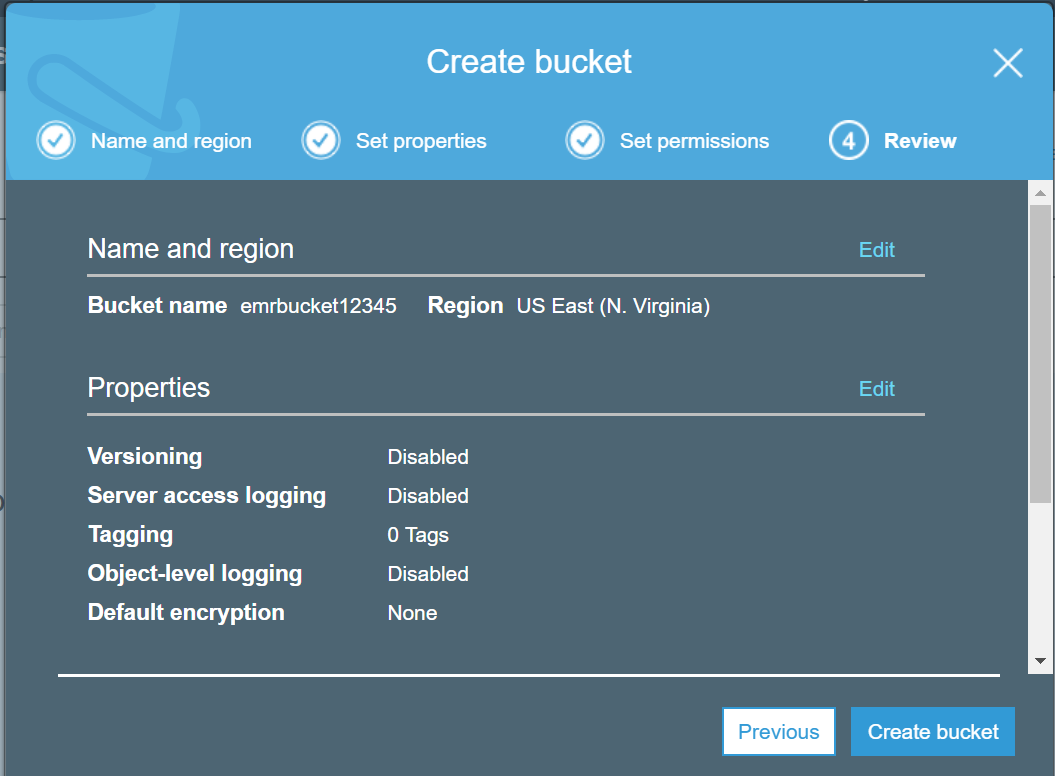 Create bucket
Name and region Set properties Set permissions 4 Review
Name and region Edit
Bucket name emrbucket12345 Region US East (N. Virginia)
Properties Edit
Versioning Disabled
Server access logging Disabled
Tagging 0 Tags
Object-level logging Disabled
Default encryption None
Previous Create bucket